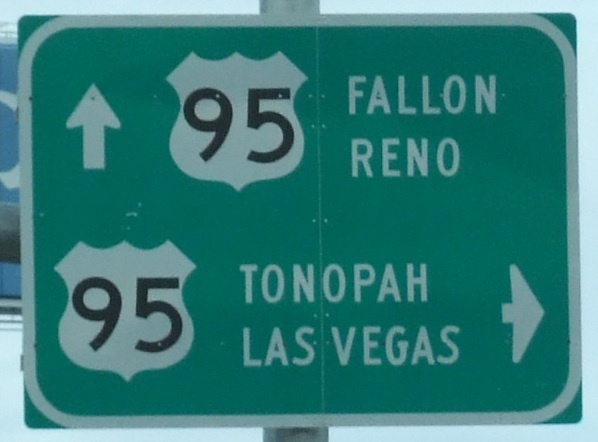 95 FALLON
RENO
95 TONOPAH
LAS VEGAS